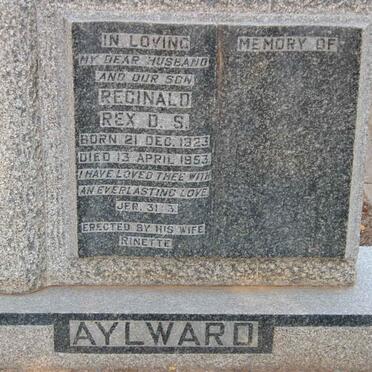 IN LOVING MEMORY OF
MY DEAR HUSBAND
AND OUR SON
REGINALD
REX D. S.
BORN 21 DEC. 1923
DIED 13 APRIL 1953
I HAVE LOVED THEE WITH
AN EVERLASTING LOVE
JER. 31:3.
ERECTED BY HIS WIFE
RINETTE
AYLWARD